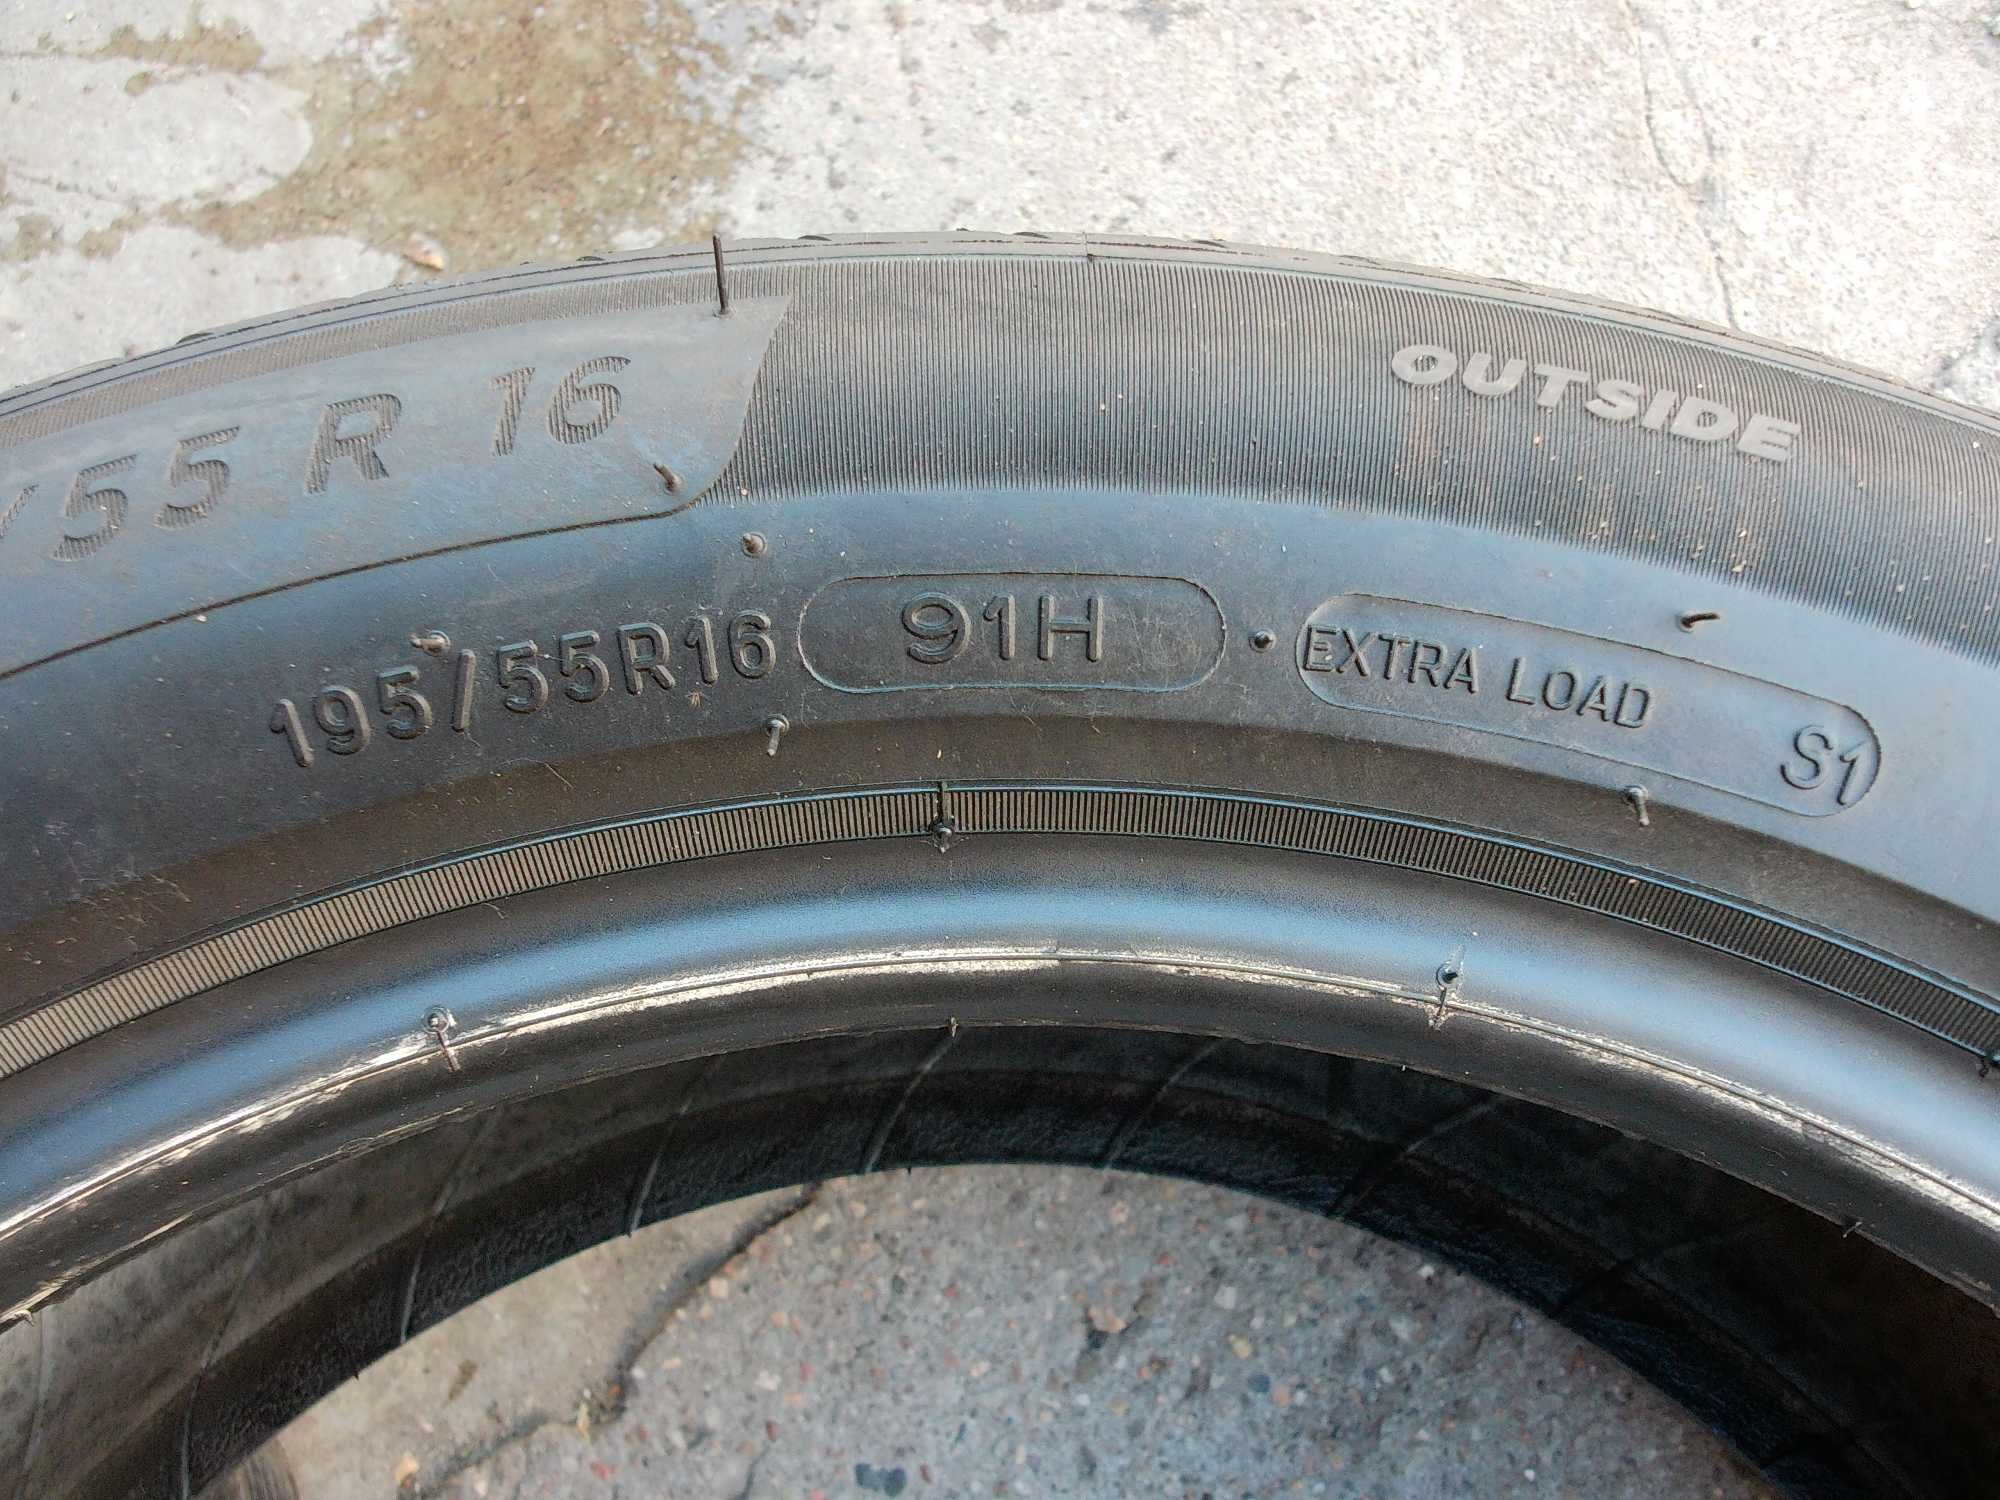 /55 R 16
OUTSIDE
195/55R16 91H EXTRA LOAD S1